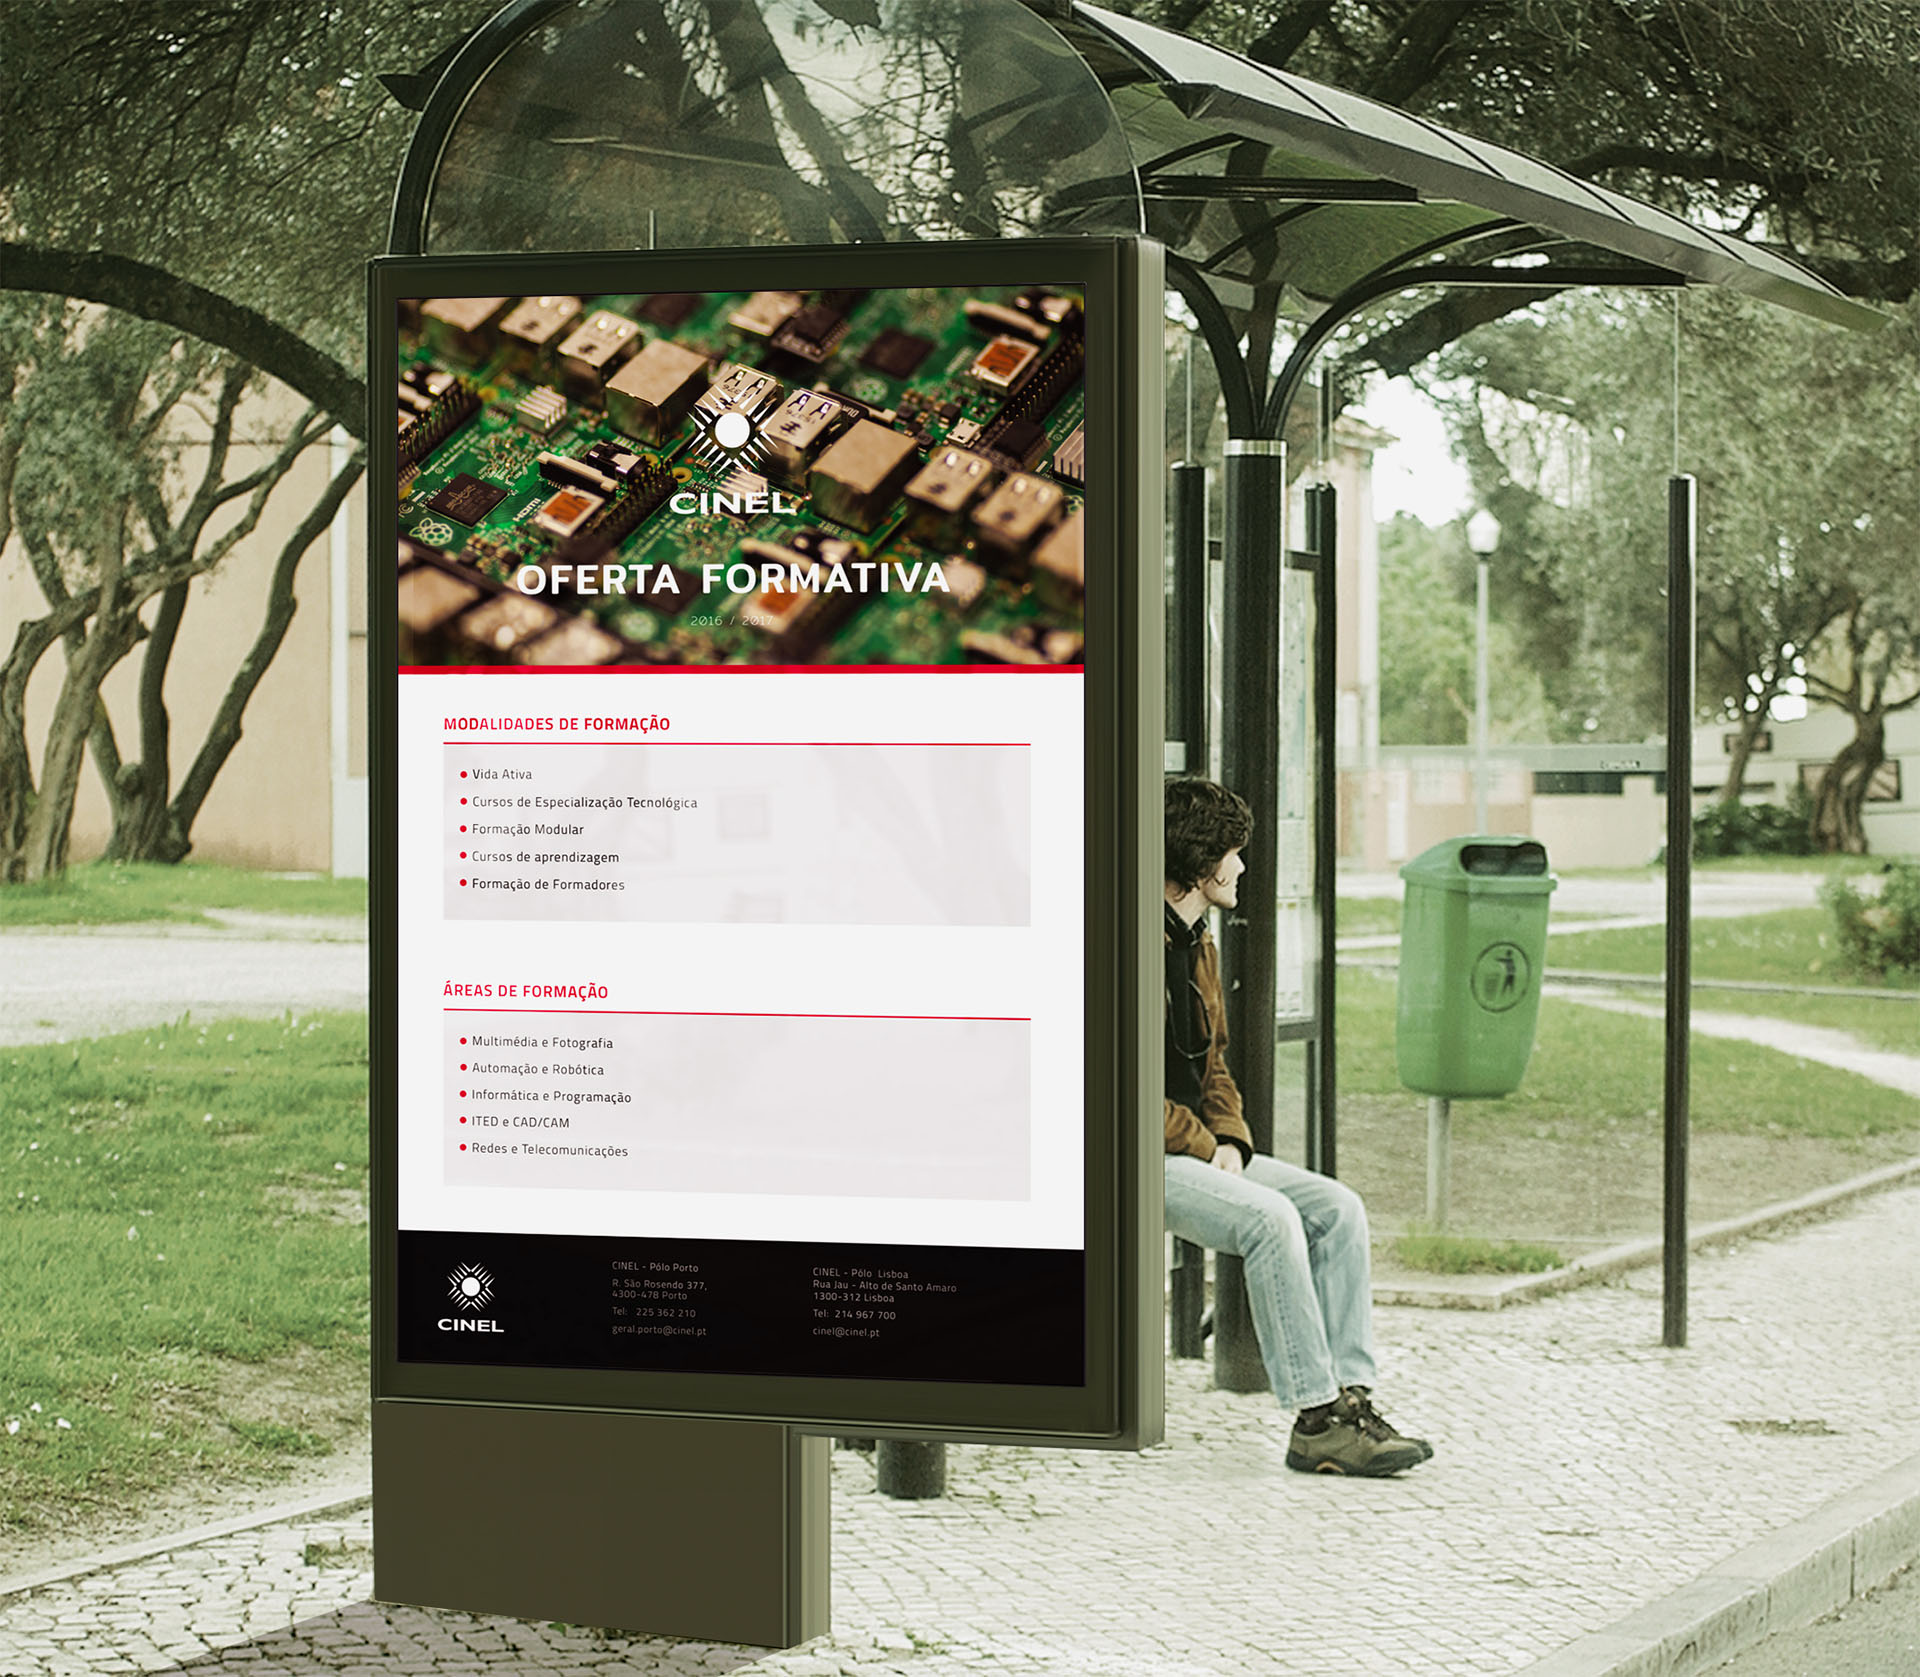 CINEL
OFERTA FORMATIVA
2016 / 2017
MODALIDADES DE FORMAÇÃO
Vida Ativa
Cursos de Especialização Tecnológica
Formação Modular
Cursos de aprendizagem
Formação de Formadores
ÁREAS DE FORMAÇÃO
Multimédia e Fotografia
Automação e Robótica
Informática e Programação
ITED e CAD/CAM
Redes e Telecomunicações
CINEL
CINEL - Pólo Porto
R. São Rosendo 377,
4300-478 Porto
Tel: 225 362 210
geral.porto@cinel.pt
CINEL - Pólo Lisboa
Rua Jau - Alto de Santo Amaro
1300-312 Lisboa
Tel: 214 967 700
cinel@cinel.pt
HDMI